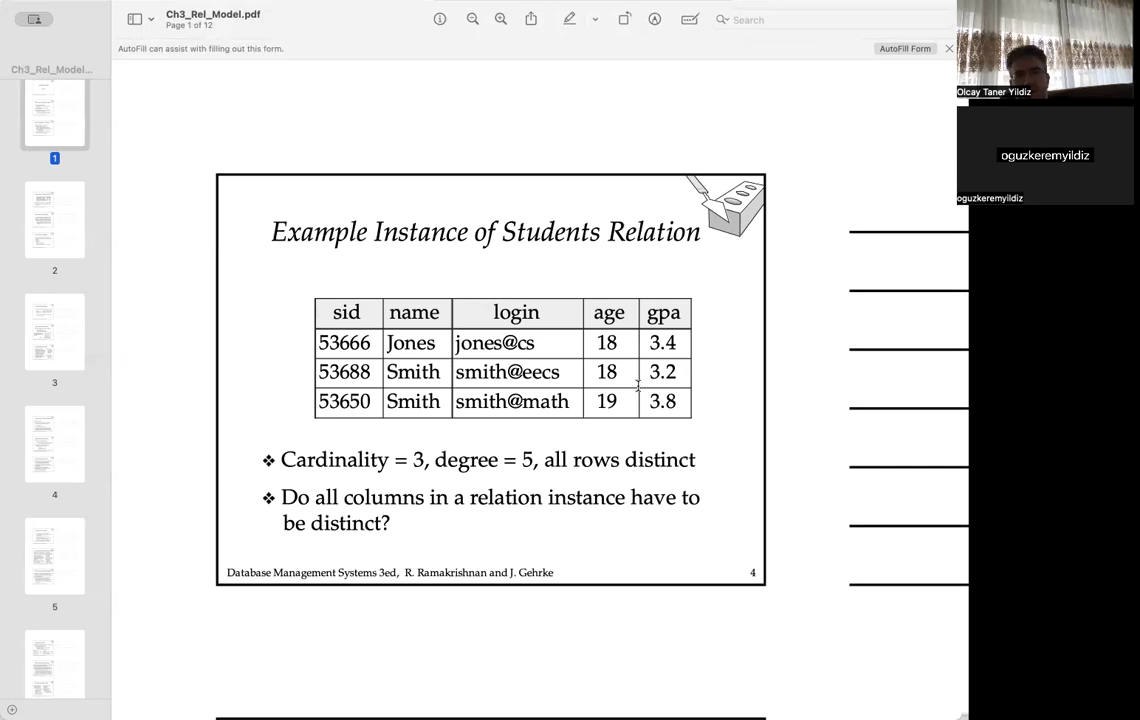 Ch3_Rel_Model.pdf
Page 1 of 12
Search
AutoFill can assist with filling out this form.
AutoFill Form
Ch3_Rel_Model...
1
2
3
4
5
Example Instance of Students Relation
sid name login age gpa
53666 Jones jones@cs 18 3.4
53688 Smith smith@eecs 18 3.2
53650 Smith smith@math 19 3.8
❖ Cardinality = 3, degree = 5, all rows distinct
❖ Do all columns in a relation instance have to
be distinct?
Database Management Systems 3ed, R. Ramakrishnan and J. Gehrke 4
Olcay Taner Yildiz
oguzkeremyildiz
oguzkeremyildiz